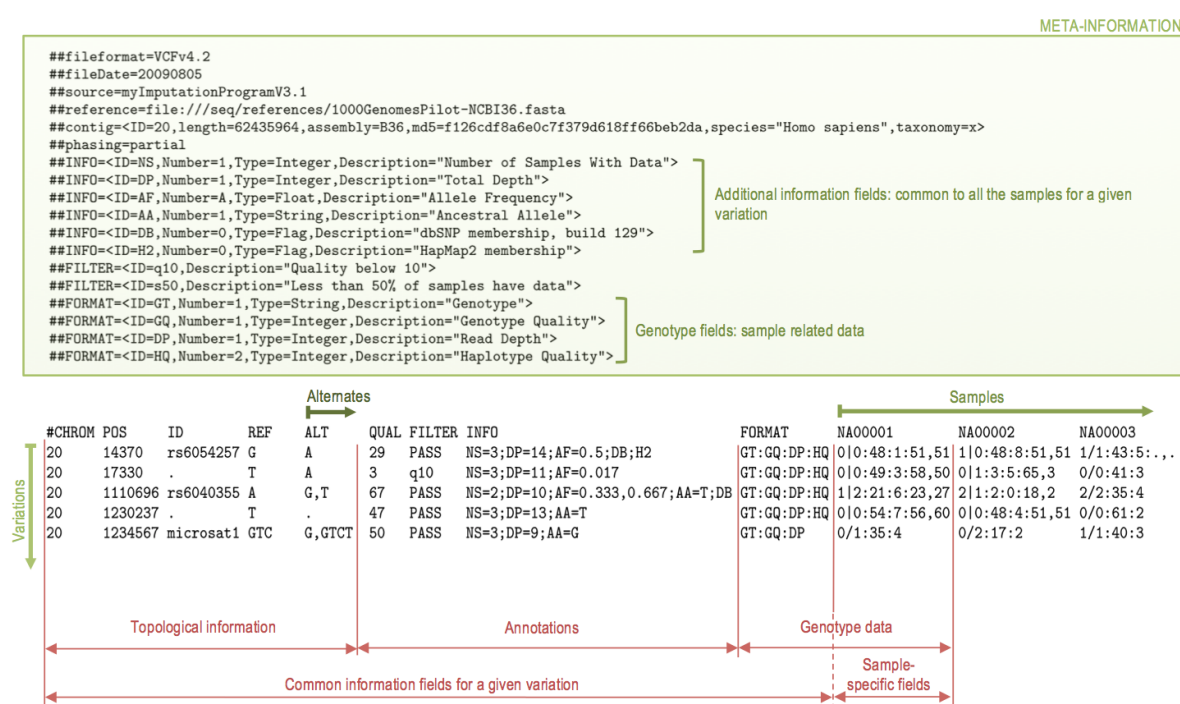 META-INFORMATION
##fileformat=VCFv4.2
##fileDate=20090805
##source=myImputationProgramV3.1
##reference=file:///seq/references/1000GenomesPilot-NCBI36.fasta
##contig=<ID=20,length=62435964,assembly=B36,md5=f126cdf8a6e0c7f379d618ff66beb2da,species="Homo sapiens",taxonomy=x>
##phasing=partial
##INFO=<ID=NS,Number=1,Type=Integer,Description="Number of Samples With Data">
##INFO=<ID=DP,Number=1,Type=Integer,Description="Total Depth">
##INFO=<ID=AF,Number=A,Type=Float,Description="Allele Frequency">
##INFO=<ID=AA,Number=1,Type=String,Description="Ancestral Allele">
##INFO=<ID=DB,Number=0,Type=Flag,Description="dbSNP membership, build 129">
##INFO=<ID=H2,Number=0,Type=Flag,Description="HapMap2 membership">
Additional information fields: common to all the samples for a given
variation
##FILTER=<ID=q10,Description="Quality below 10">
##FILTER=<ID=s50,Description="Less than 50% of samples have data">
##FORMAT=<ID=GT,Number=1,Type=String,Description="Genotype">
##FORMAT=<ID=GQ,Number=1,Type=Integer,Description="Genotype Quality">
##FORMAT=<ID=DP,Number=1,Type=Integer,Description="Read Depth">
##FORMAT=<ID=HQ,Number=2,Type=Integer,Description="Haplotype Quality">
Genotype fields: sample related data
Alternates
Samples
Variations
#CHROM POS ID REF ALT QUAL FILTER INFO FORMAT NA00001 NA00002 NA00003
20 14370 rs6054257 G A 29 PASS NS=3;DP=14;AF=0.5;DB;H2 GT:GQ:DP:HQ 0|0:48:1:51,51 1|0:48:8:51,51 1/1:43:5:.,.
20 17330 . T A 3 q10 NS=3;DP=11;AF=0.017 GT:GQ:DP:HQ 0|0:49:3:58,50 0|1:3:5:65,3 0/0:41:3
20 1110696 rs6040355 A G,T 67 PASS NS=2;DP=10;AF=0.333,0.667;AA=T;DB GT:GQ:DP:HQ 1|2:21:6:23,27 2|1:2:0:18,2 2/2:35:4
20 1230237 . T . 47 PASS NS=3;DP=13;AA=T GT:GQ:DP:HQ 0|0:54:7:56,60 0|0:48:4:51,51 0/0:61:2
20 1234567 microsat1 GTC G,GTCT 50 PASS NS=3;DP=9;AA=G GT:GQ:DP 0/1:35:4 0/2:17:2 1/1:40:3
Topological information Annotations Genotype data
Common information fields for a given variation
Sample-
specific fields